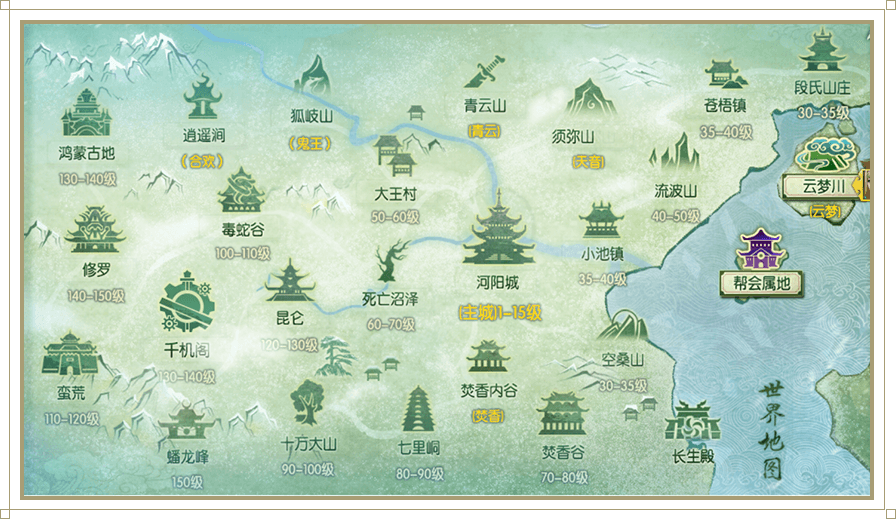 段氏山庄
30-35级
青云山
(青云)
苍梧镇
35-40级
狐岐山
(鬼王)
逍遥涧
(合欢)
须弥山
(天音)
鸿蒙古地
130-140级
流波山
40-50级
云梦川
(云梦)
大王村
50-60级
毒蛇谷
100-110级
小池镇
35-40级
修罗
140-150级
河阳城
(主城)1-15级
帮会属地
死亡沼泽
60-70级
昆仑
120-130级
千机阁
130-140级
空桑山
30-35级
蛮荒
110-120级
焚香内谷
(焚香)
世界地图
十方大山
90-100级
七里峒
80-90级
焚香谷
70-80级
长生殿
蟠龙峰
150级